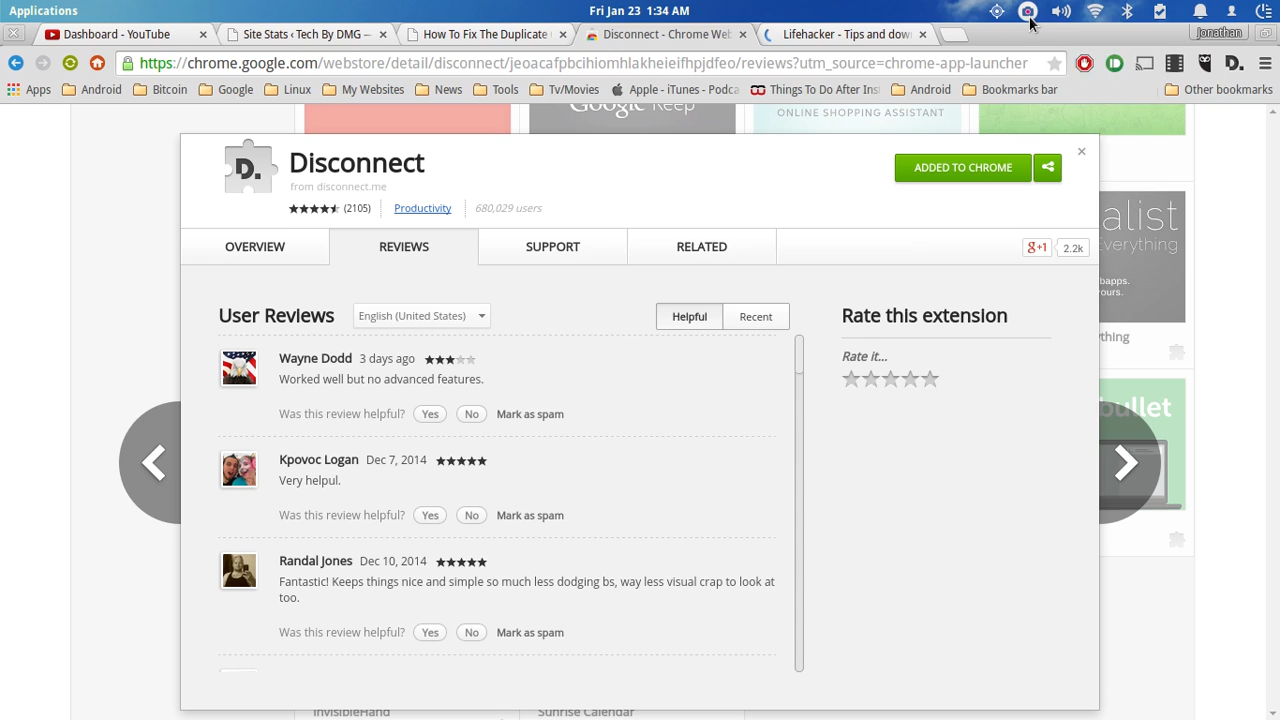 Applications
Fri Jan 23 1:34 AM
Dashboard - YouTube
Site Stats ‹ Tech By DMG —
How To Fix The Duplicate
Disconnect - Chrome Web
Lifehacker - Tips and dow
jonathan
https://chrome.google.com/webstore/detail/disconnect/jeoacafpbcihiomhlakheieifhpjdfeo/reviews?utm_source=chrome-app-launcher
Apps
Android
Bitcoin
Google
Linux
My Websites
News
Tools
Tv/Movies
Apple - iTunes - Podca
Things To Do After Ins
Android
Bookmarks bar
Other bookmarks
Google Keep
ONLINE SHOPPING ASSISTANT
D.
Disconnect
from disconnect.me
(2105)
Productivity
680,029 users
ADDED TO CHROME
OVERVIEW
REVIEWS
SUPPORT
RELATED
g+1
2.2k
alist
Everything
bapps.
ours.
ything
bullet
User Reviews
English (United States)
Helpful
Recent
Rate this extension
Rate it...
Wayne Dodd 3 days ago
Worked well but no advanced features.
Was this review helpful? Yes No Mark as spam
Kpovoc Logan Dec 7, 2014
Very helpul.
Was this review helpful? Yes No Mark as spam
Randal Jones Dec 10, 2014
Fantastic! Keeps things nice and simple so much less dodging bs, way less visual crap to look at
too.
Was this review helpful? Yes No Mark as spam
InvisibleHand
Sunrise Calendar